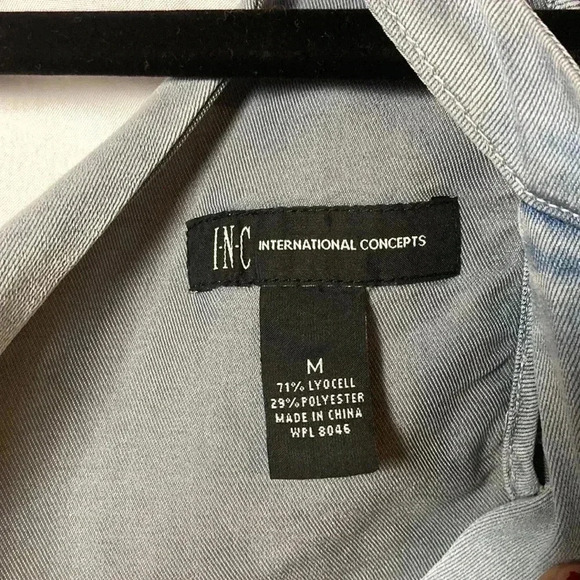 I·N·C INTERNATIONAL CONCEPTS
M
71% LYOCELL
29% POLYESTER
MADE IN CHINA
WPL 8046